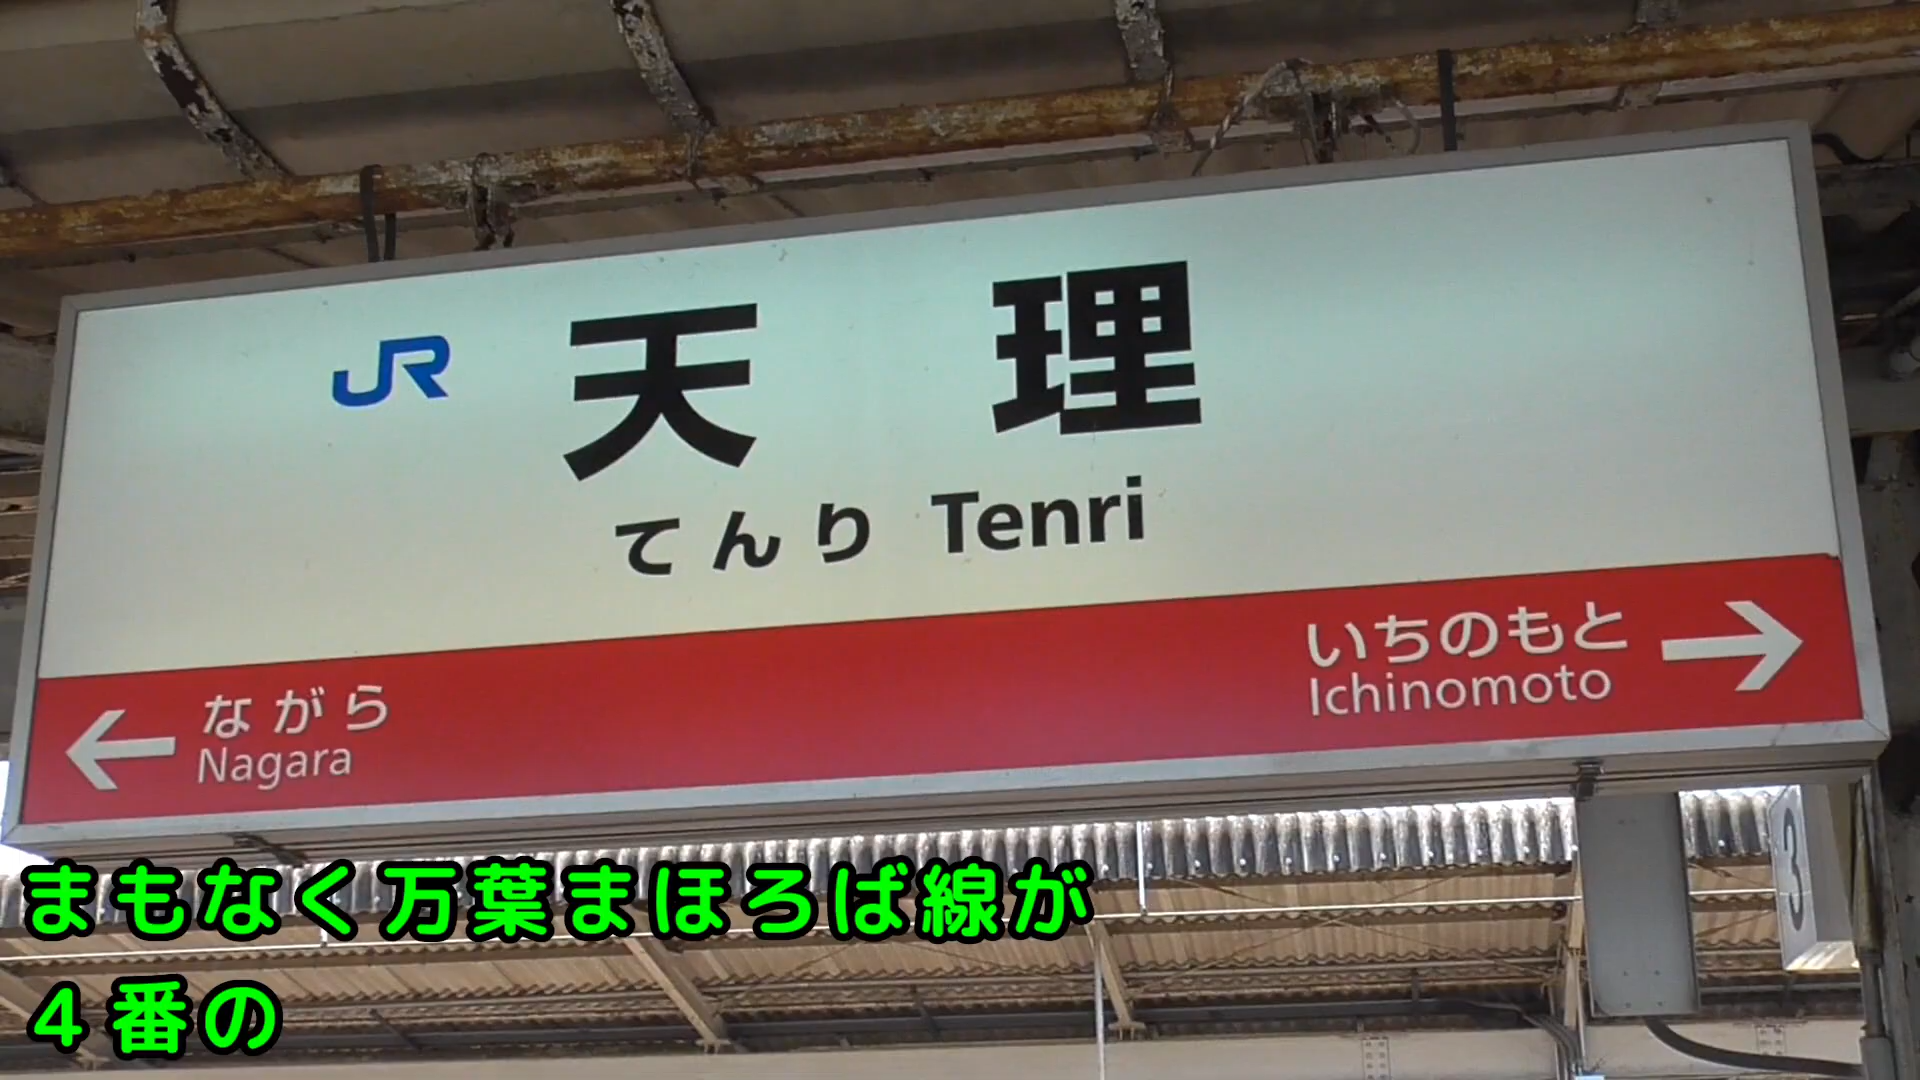 JR 天理
てんり Tenri
いちのもと
Ichinomoto
ながら
Nagara
3
まもなく万葉まほろば線が
4番の